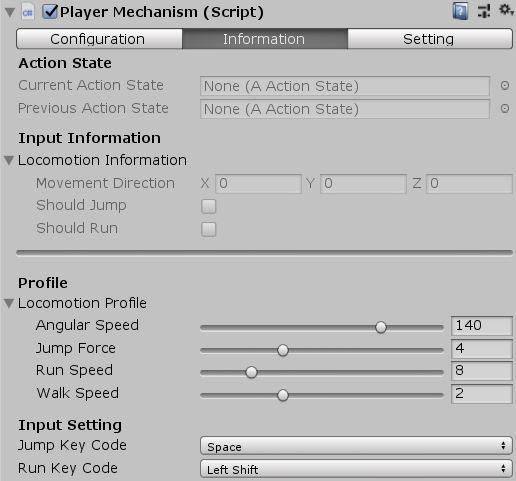 Player Mechanism (Script)
Configuration Information Setting
Action State
Current Action State None (A Action State)
Previous Action State None (A Action State)
Input Information
Locomotion Information
Movement Direction X 0 Y 0 Z 0
Should Jump
Should Run
Profile
Locomotion Profile
Angular Speed 140
Jump Force 4
Run Speed 8
Walk Speed 2
Input Setting
Jump Key Code Space
Run Key Code Left Shift